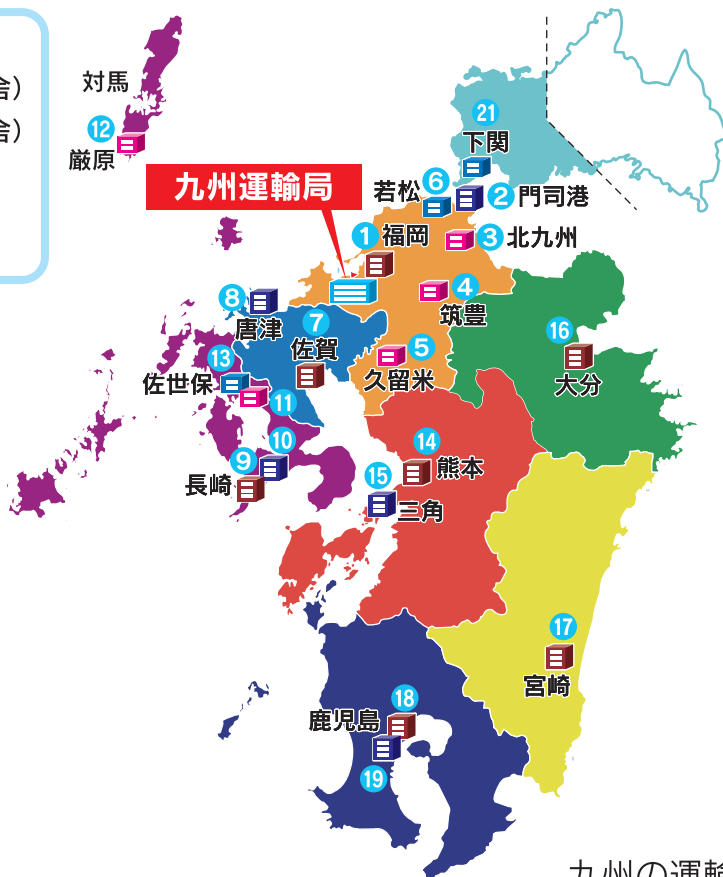 舎）
対馬
舎）
⑫
厳原
㉑
下関
九州運輸局
若松
⑥
② 門司港
① 福岡
③ 北九州
⑧
唐津
④
筑豊
⑦
佐賀
⑯
大分
⑬
佐世保
⑤
久留米
⑪
⑩
⑨
長崎
⑭
熊本
⑮
三角
⑰
宮崎
⑱
鹿児島
⑲
九州の運輸